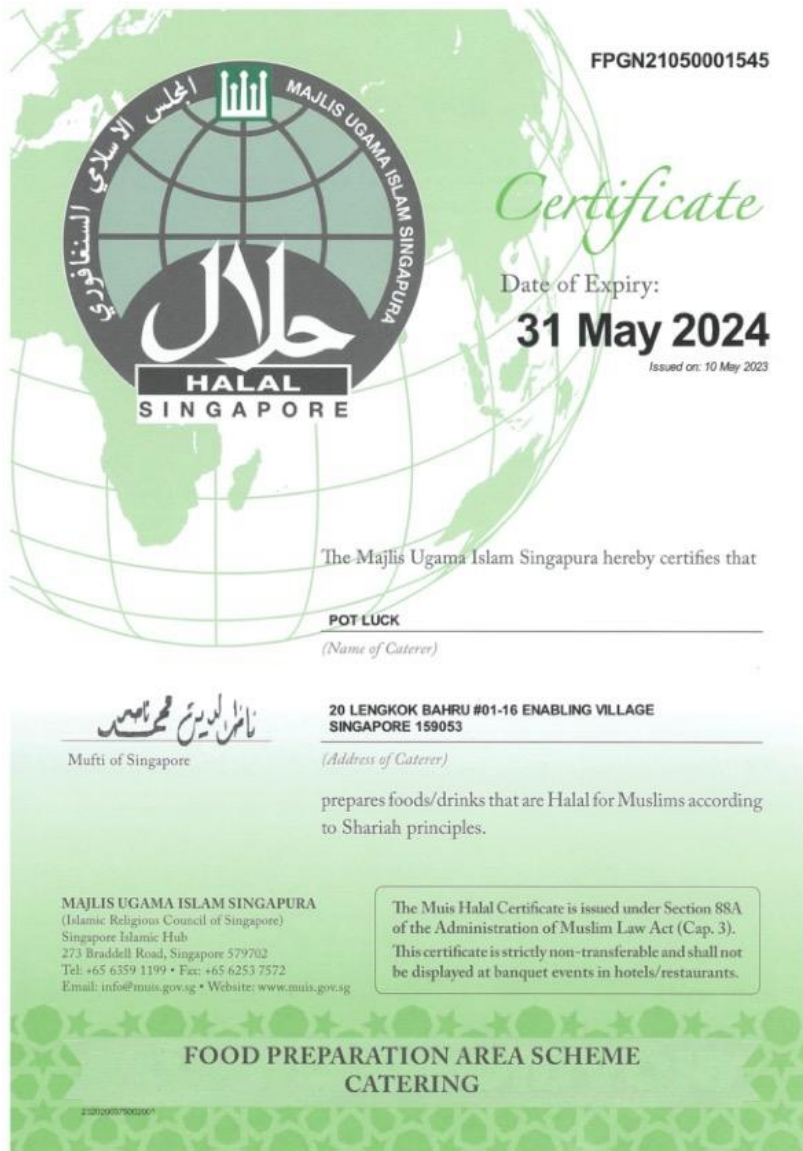 FPGN21050001545
المجلس الاسلامي السنغافوري
MAJLIS UGAMA ISLAM SINGAPURA
حلال
HALAL
SINGAPORE
Certificate
Date of Expiry:
31 May 2024
Issued on: 10 May 2023
The Majlis Ugama Islam Singapura hereby certifies that
POT LUCK
(Name of Caterer)
Mufti of Singapore
20 LENGKOK BAHRU #01-16 ENABLING VILLAGE
SINGAPORE 159053
(Address of Caterer)
prepares foods/drinks that are Halal for Muslims according
to Shariah principles.
MAJLIS UGAMA ISLAM SINGAPURA
(Islamic Religious Council of Singapore)
Singapore Islamic Hub
273 Braddell Road, Singapore 579702
Tel: +65 6359 1199 • Fax: +65 6253 7572
Email: info@muis.gov.sg • Website: www.muis.gov.sg
The Muis Halal Certificate is issued under Section 88A
of the Administration of Muslim Law Act (Cap. 3).
This certificate is strictly non-transferable and shall not
be displayed at banquet events in hotels/restaurants.
FOOD PREPARATION AREA SCHEME
CATERING